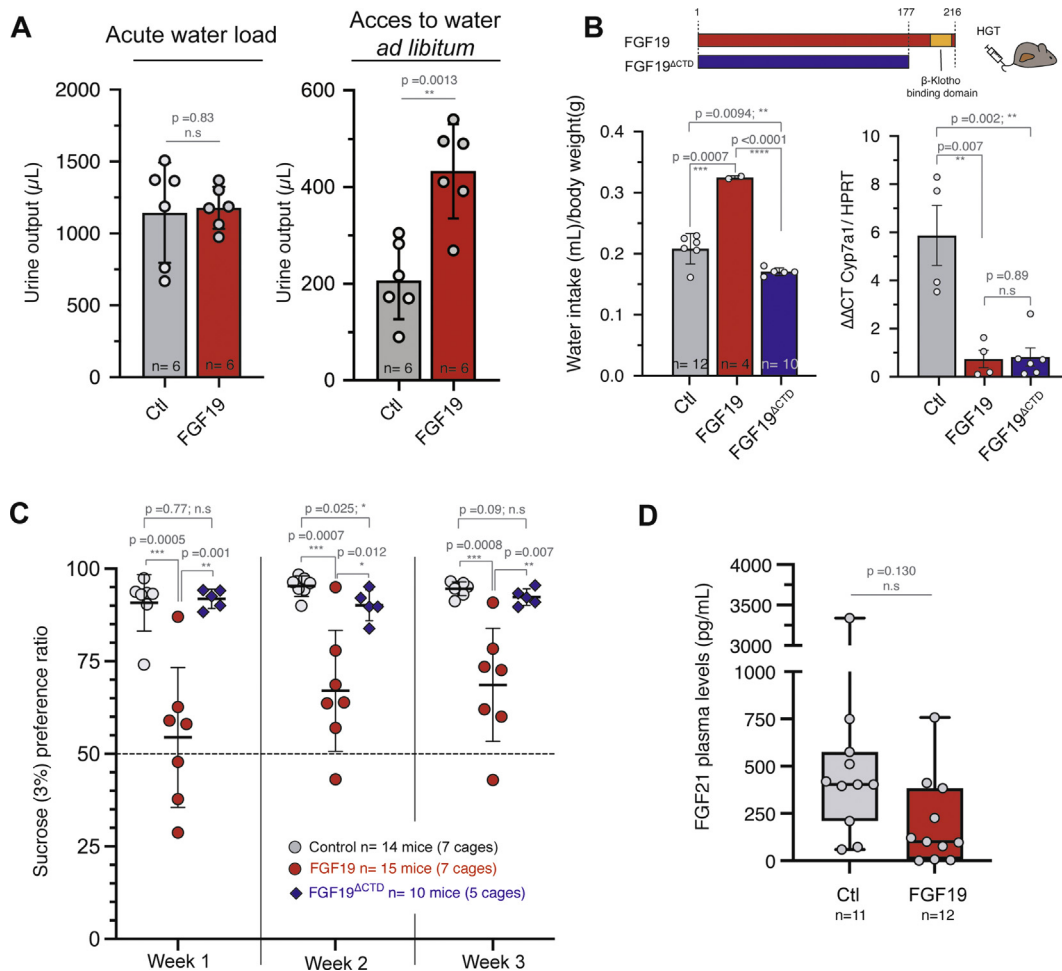 A
Acute water load
Urine output (µL)
2000
1500
1000
500
0
p =0.83
n.s
n= 6
n= 6
Ctl
FGF19
Acces to water
ad libitum
Urine output (µL)
600
400
200
0
p =0.0013
**
n= 6
n= 6
Ctl
FGF19
B
1
177
216
FGF19
FGF19ΔCTD
β-Klotho
binding domain
HGT
Water intake (mL)/body weight(g)
0.4
0.3
0.2
0.1
0.0
p =0.0094; **
p =0.0007
***
p <0.0001
****
n= 12
n= 4
n= 10
Ctl
FGF19
FGF19ΔCTD
ΔΔCT Cyp7a1/ HPRT
10
8
6
4
2
0
p =0.002; **
p =0.007
**
p =0.89
n.s
Ctl
FGF19
FGF19ΔCTD
C
Sucrose (3%) preference ratio
100
75
50
25
0
p =0.77; n.s
p =0.0005
***
p =0.001
**
p =0.025; *
p =0.0007
***
p =0.012
*
p =0.09; n.s
p =0.0008
***
p =0.007
**
Control n= 14 mice (7 cages)
FGF19 n= 15 mice (7 cages)
FGF19ΔCTD n= 10 mice (5 cages)
Week 1
Week 2
Week 3
D
FGF21 plasma levels (pg/mL)
4000
3500
3000
1000
750
500
250
0
p =0.130
n.s
Ctl
n=11
FGF19
n=12